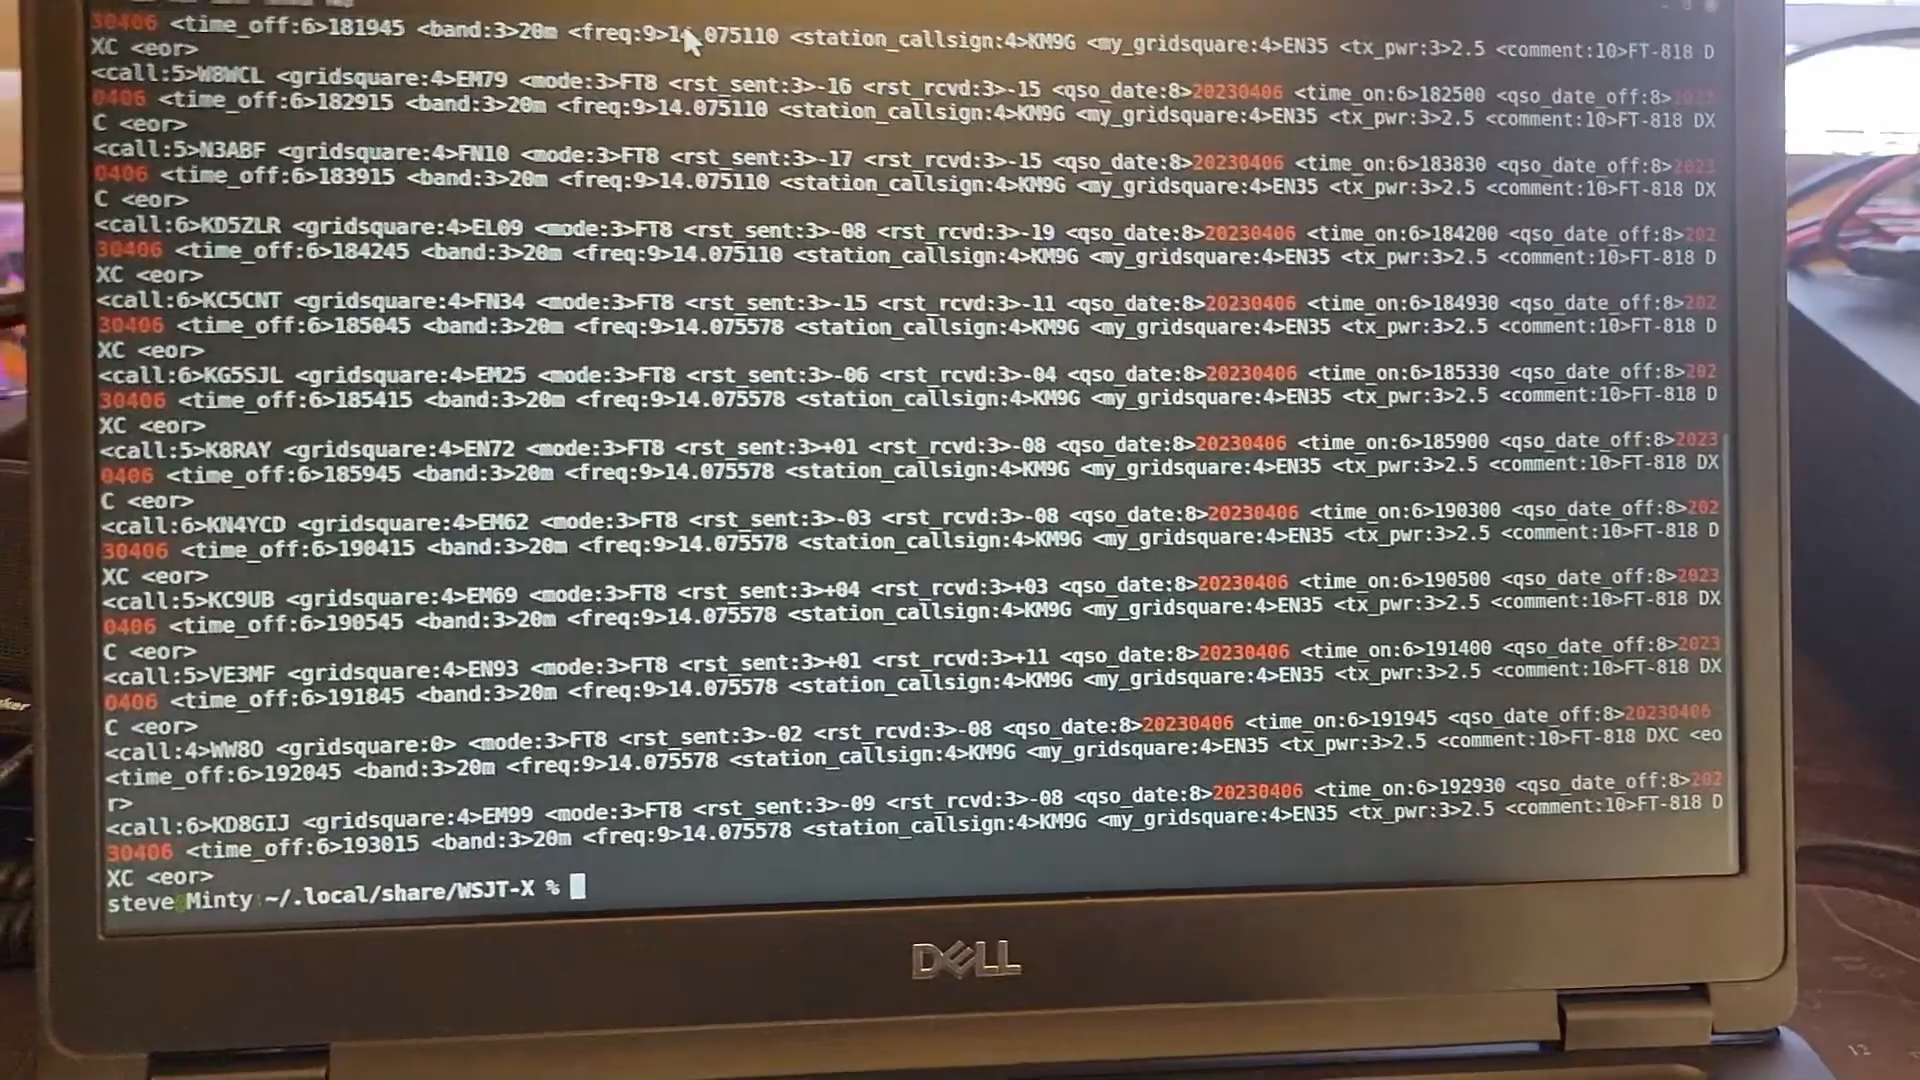 30406 <time_off:6>181945 <band:3>20m <freq:9>14.075110 <station_callsign:4>KM9G <my_gridsquare:4>EN35 <tx_pwr:3>2.5 <comment:10>FT-818 D
XC <eor>
<call:5>W8WCL <gridsquare:4>EM79 <mode:3>FT8 <rst_sent:3>-16 <rst_rcvd:3>-15 <qso_date:8>20230406 <time_on:6>182500 <qso_date_off:8>2023
0406 <time_off:6>182915 <band:3>20m <freq:9>14.075110 <station_callsign:4>KM9G <my_gridsquare:4>EN35 <tx_pwr:3>2.5 <comment:10>FT-818 DX
C <eor>
<call:5>N3ABF <gridsquare:4>FN10 <mode:3>FT8 <rst_sent:3>-17 <rst_rcvd:3>-15 <qso_date:8>20230406 <time_on:6>183830 <qso_date_off:8>2023
0406 <time_off:6>183915 <band:3>20m <freq:9>14.075110 <station_callsign:4>KM9G <my_gridsquare:4>EN35 <tx_pwr:3>2.5 <comment:10>FT-818 DX
C <eor>
<call:6>KD5ZLR <gridsquare:4>EL09 <mode:3>FT8 <rst_sent:3>-08 <rst_rcvd:3>-19 <qso_date:8>20230406 <time_on:6>184200 <qso_date_off:8>202
30406 <time_off:6>184245 <band:3>20m <freq:9>14.075110 <station_callsign:4>KM9G <my_gridsquare:4>EN35 <tx_pwr:3>2.5 <comment:10>FT-818 D
XC <eor>
<call:6>KC5CNT <gridsquare:4>FN34 <mode:3>FT8 <rst_sent:3>-15 <rst_rcvd:3>-11 <qso_date:8>20230406 <time_on:6>184930 <qso_date_off:8>202
30406 <time_off:6>185045 <band:3>20m <freq:9>14.075578 <station_callsign:4>KM9G <my_gridsquare:4>EN35 <tx_pwr:3>2.5 <comment:10>FT-818 D
XC <eor>
<call:6>KG5SJL <gridsquare:4>EM25 <mode:3>FT8 <rst_sent:3>-06 <rst_rcvd:3>-04 <qso_date:8>20230406 <time_on:6>185330 <qso_date_off:8>202
30406 <time_off:6>185415 <band:3>20m <freq:9>14.075578 <station_callsign:4>KM9G <my_gridsquare:4>EN35 <tx_pwr:3>2.5 <comment:10>FT-818 D
XC <eor>
<call:5>K8RAY <gridsquare:4>EN72 <mode:3>FT8 <rst_sent:3>+01 <rst_rcvd:3>-08 <qso_date:8>20230406 <time_on:6>185900 <qso_date_off:8>2023
0406 <time_off:6>185945 <band:3>20m <freq:9>14.075578 <station_callsign:4>KM9G <my_gridsquare:4>EN35 <tx_pwr:3>2.5 <comment:10>FT-818 DX
C <eor>
<call:6>KN4YCD <gridsquare:4>EM62 <mode:3>FT8 <rst_sent:3>-03 <rst_rcvd:3>-08 <qso_date:8>20230406 <time_on:6>190300 <qso_date_off:8>202
30406 <time_off:6>190415 <band:3>20m <freq:9>14.075578 <station_callsign:4>KM9G <my_gridsquare:4>EN35 <tx_pwr:3>2.5 <comment:10>FT-818 D
XC <eor>
<call:5>KC9UB <gridsquare:4>EM69 <mode:3>FT8 <rst_sent:3>+04 <rst_rcvd:3>+03 <qso_date:8>20230406 <time_on:6>190500 <qso_date_off:8>2023
0406 <time_off:6>190545 <band:3>20m <freq:9>14.075578 <station_callsign:4>KM9G <my_gridsquare:4>EN35 <tx_pwr:3>2.5 <comment:10>FT-818 DX
C <eor>
<call:5>VE3MF <gridsquare:4>EN93 <mode:3>FT8 <rst_sent:3>+01 <rst_rcvd:3>+11 <qso_date:8>20230406 <time_on:6>191400 <qso_date_off:8>2023
0406 <time_off:6>191845 <band:3>20m <freq:9>14.075578 <station_callsign:4>KM9G <my_gridsquare:4>EN35 <tx_pwr:3>2.5 <comment:10>FT-818 DX
C <eor>
<call:4>WW8O <gridsquare:0> <mode:3>FT8 <rst_sent:3>-02 <rst_rcvd:3>-08 <qso_date:8>20230406 <time_on:6>191945 <qso_date_off:8>20230406
<time_off:6>192045 <band:3>20m <freq:9>14.075578 <station_callsign:4>KM9G <my_gridsquare:4>EN35 <tx_pwr:3>2.5 <comment:10>FT-818 DXC <eo
r>
<call:6>KD8GIJ <gridsquare:4>EM99 <mode:3>FT8 <rst_sent:3>-09 <rst_rcvd:3>-08 <qso_date:8>20230406 <time_on:6>192930 <qso_date_off:8>202
30406 <time_off:6>193015 <band:3>20m <freq:9>14.075578 <station_callsign:4>KM9G <my_gridsquare:4>EN35 <tx_pwr:3>2.5 <comment:10>FT-818 D
XC <eor>
steve@Minty ~/.local/share/WSJT-X %
DELL